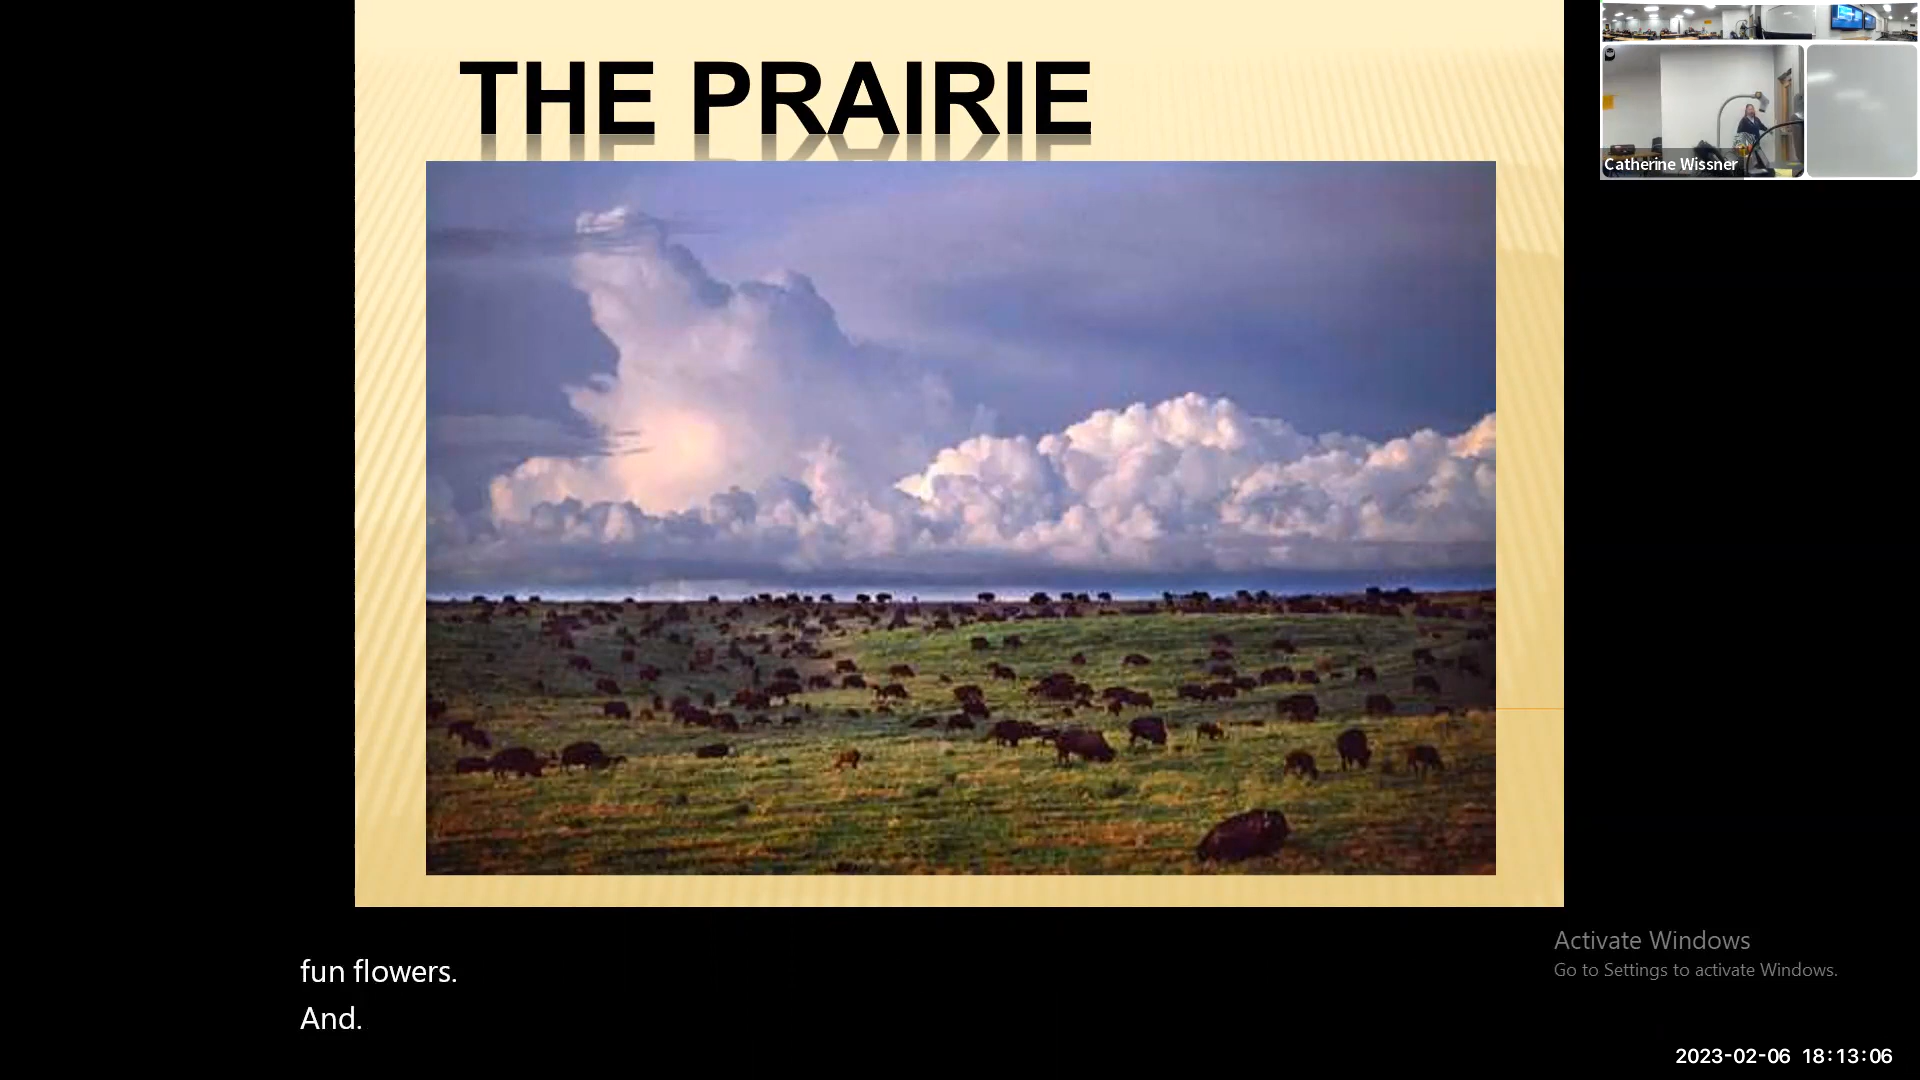 THE PRAIRIE
Catherine Wissner
fun flowers.
And.
Activate Windows
Go to Settings to activate Windows.
2023-02-06 18:13:06